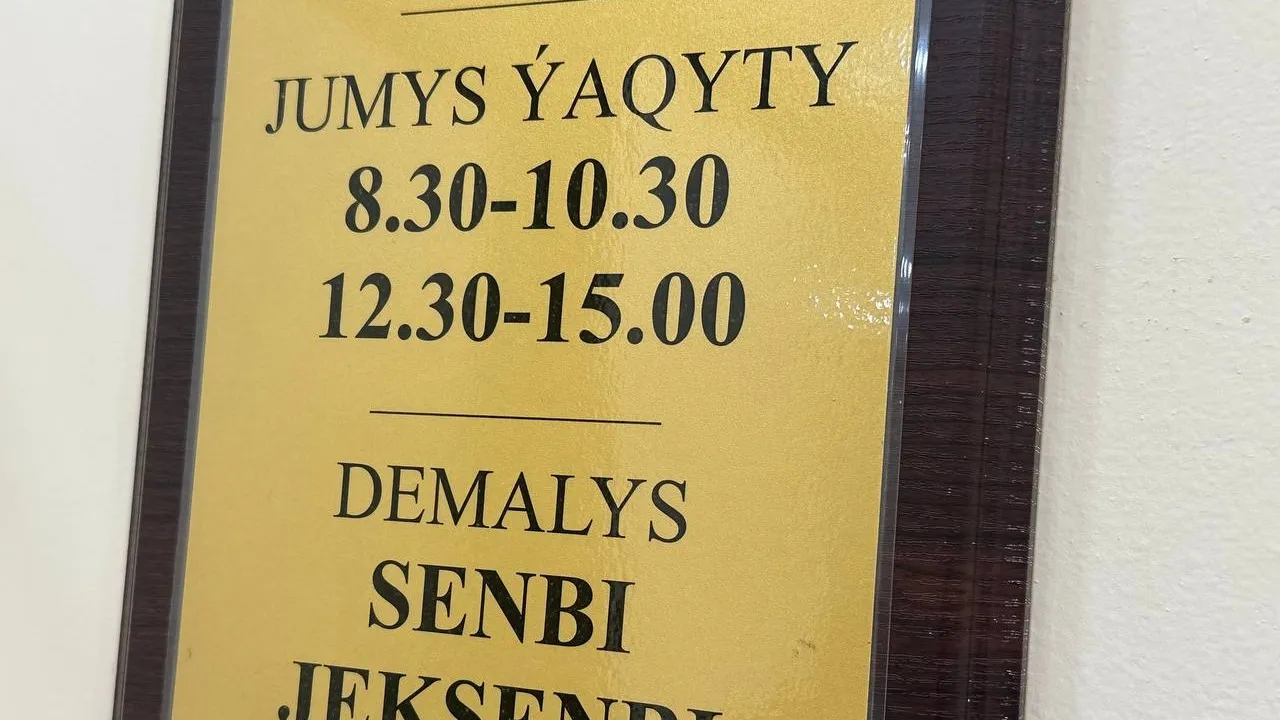 JUMYS ÝAQYTY
8.30-10.30
12.30-15.00
DEMALYS
SENBI
JEKSENBI